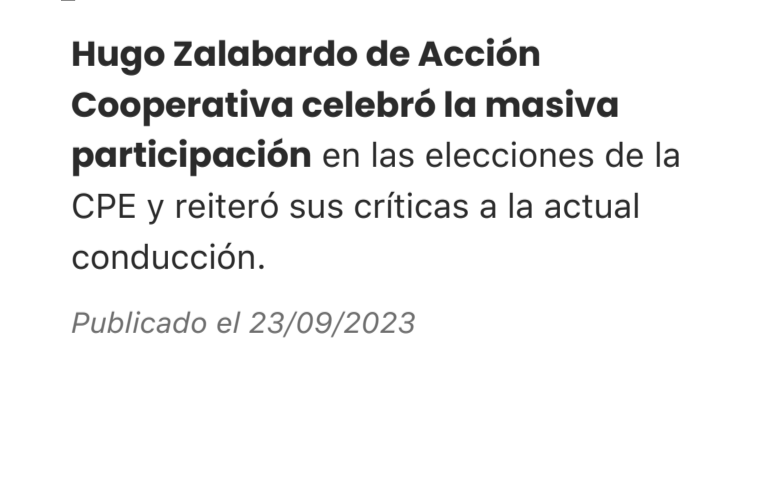 Hugo Zalabardo de Acción
Cooperativa celebró la masiva
participación en las elecciones de la
CPE y reiteró sus críticas a la actual
conducción.
Publicado el 23/09/2023